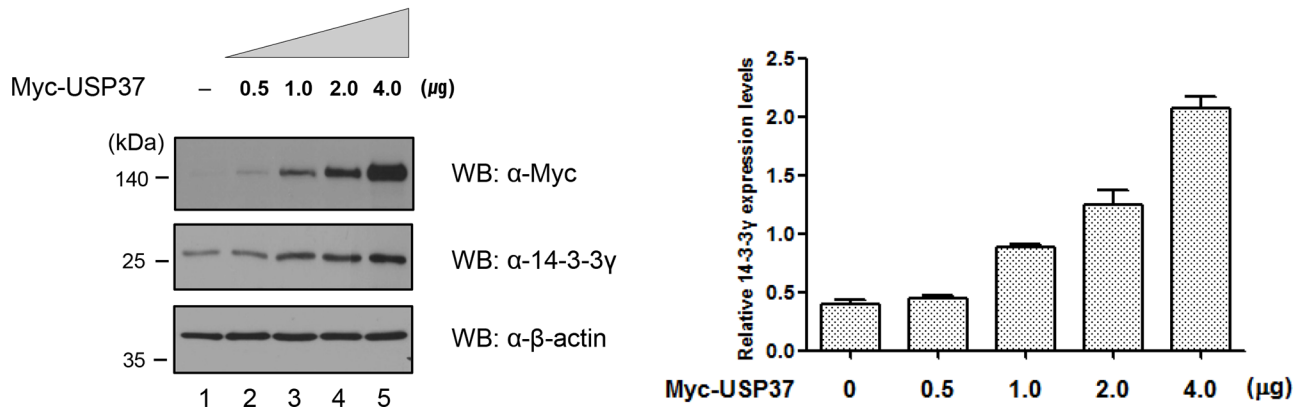 Myc-USP37 – 0.5 1.0 2.0 4.0 (μg)
(kDa)
140 – WB: α-Myc
25 – WB: α-14-3-3γ
WB: α-β-actin
35 –
1 2 3 4 5
Relative 14-3-3γ expression levels
2.5
2.0
1.5
1.0
0.5
0.0
Myc-USP37 0 0.5 1.0 2.0 4.0 (μg)